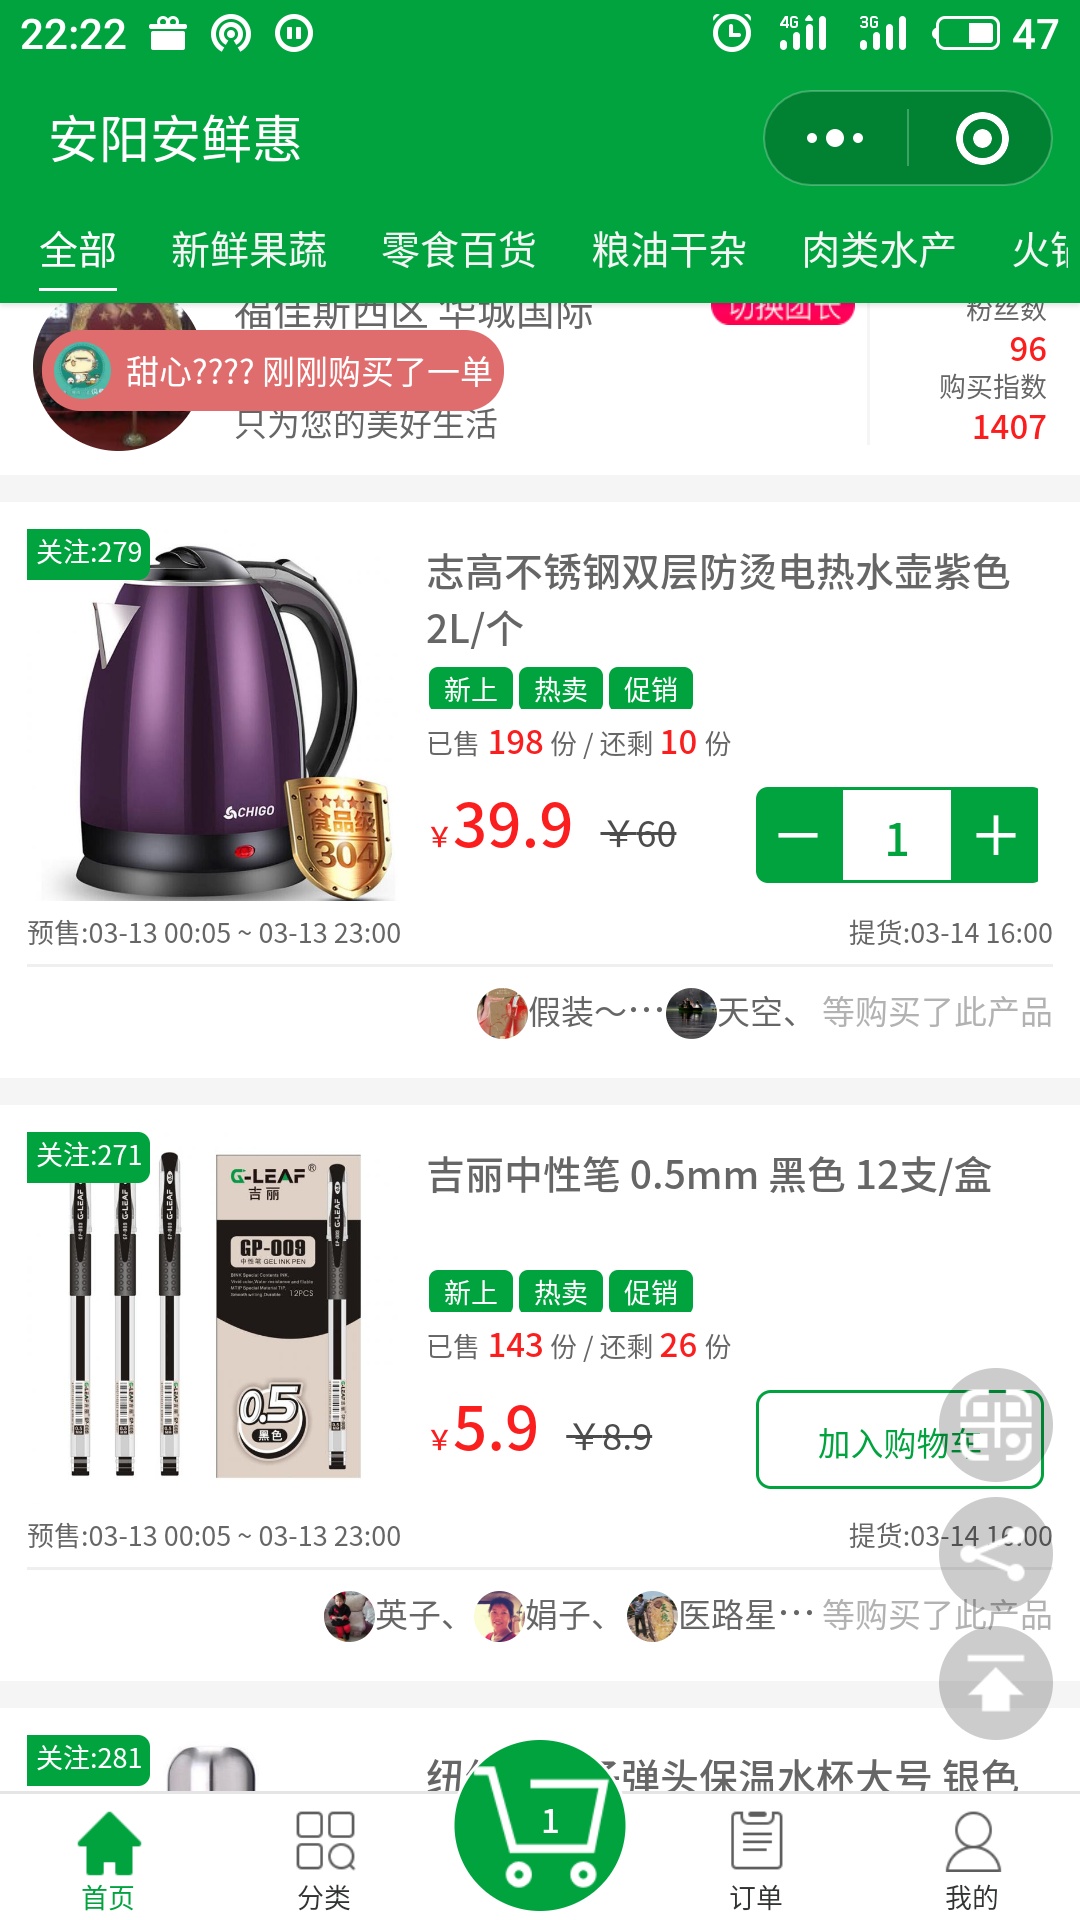 22:22
4G
3G
47
安阳安鲜惠
全部
新鲜果蔬
零食百货
粮油干杂
肉类水产
福佳斯西区 华城国际
切换团长
粉丝数
96
甜心???? 刚刚购买了一单
购买指数
只为您的美好生活
1407
关注:279
志高不锈钢双层防烫电热水壶紫色
2L/个
新上 热卖 促销
已售 198 份 / 还剩 10 份
CHIGO
食品级
304
¥39.9 ¥60
1
预售:03-13 00:05 ~ 03-13 23:00
提货:03-14 16:00
假装～… 天空、 等购买了此产品
关注:271
G-LEAF®
吉丽
GP-009
中性笔 GEL INK PEN
12PCS
0.5
黑色
吉丽中性笔 0.5mm 黑色 12支/盒
新上 热卖 促销
已售 143 份 / 还剩 26 份
¥5.9 ¥8.9
加入购物车
预售:03-13 00:05 ~ 03-13 23:00
提货:03-14 16:00
英子、 娟子、 医路星… 等购买了此产品
关注:281
弹头保温水杯大号 银色
1
首页
分类
订单
我的